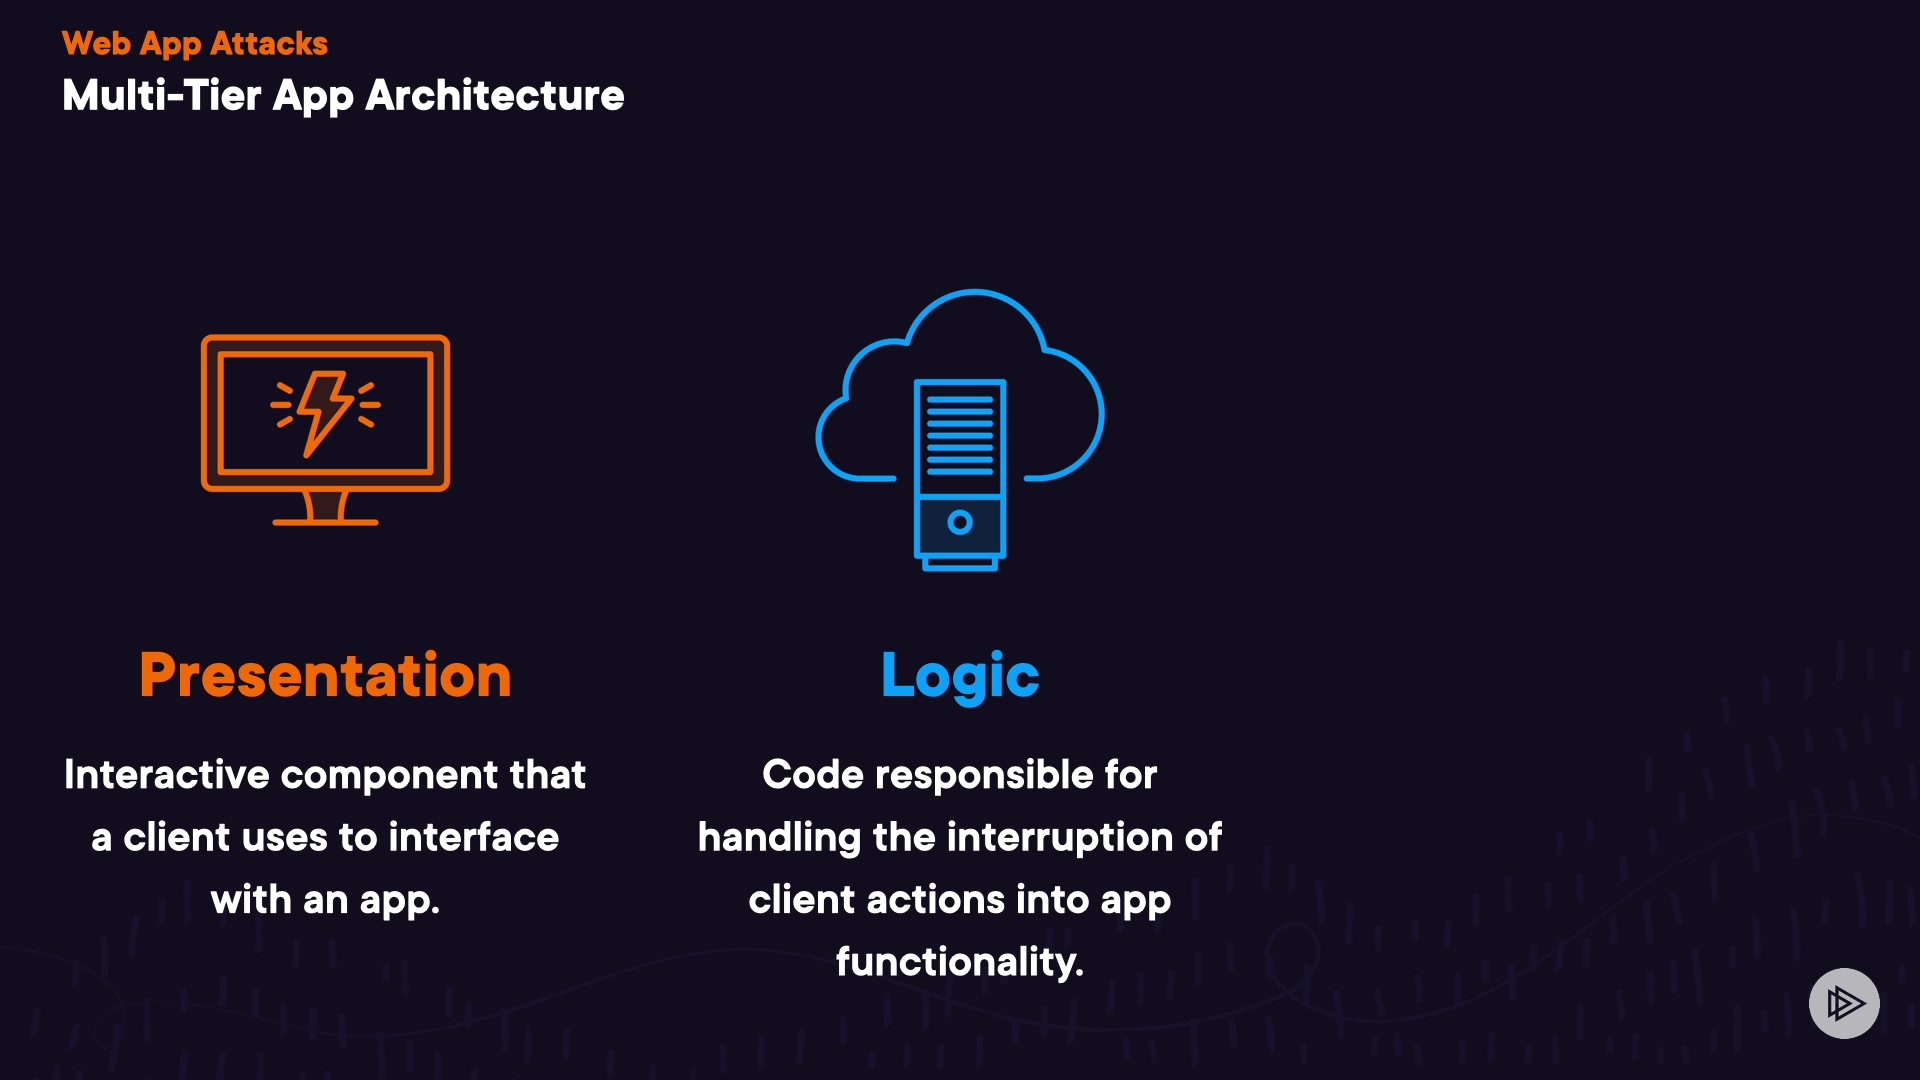 Web App Attacks
Multi-Tier App Architecture
Presentation
Interactive component that
a client uses to interface
with an app.
Logic
Code responsible for
handling the interruption of
client actions into app
functionality.